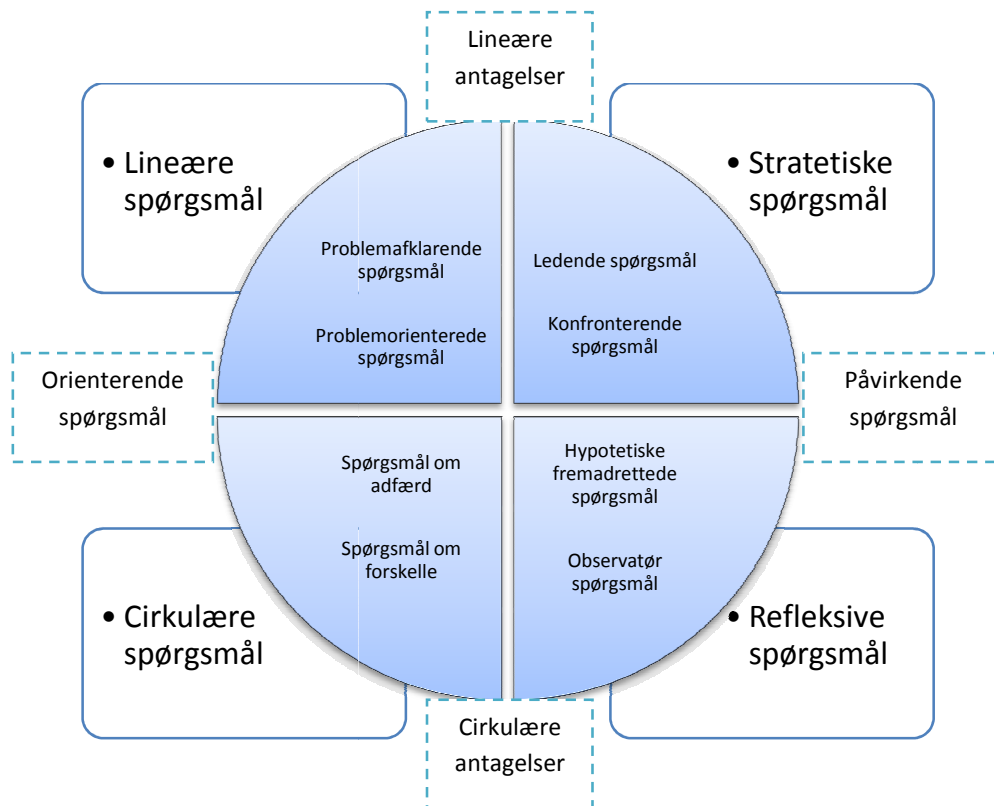 Lineære
antagelser
• Lineære
spørgsmål
• Stratetiske
spørgsmål
Problemafklarende
spørgsmål
Problemorienterede
spørgsmål
Ledende spørgsmål
Konfronterende
spørgsmål
Orienterende
spørgsmål
Påvirkende
spørgsmål
Spørgsmål om
adfærd
Spørgsmål om
forskelle
Hypotetiske
fremadrettede
spørgsmål
Observatør
spørgsmål
• Cirkulære
spørgsmål
• Refleksive
spørgsmål
Cirkulære
antagelser